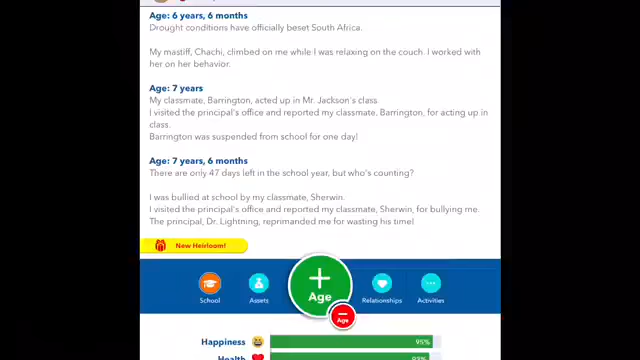 Age: 6 years, 6 months
Drought conditions have officially beset South Africa.
My mastiff, Chachi, climbed on me while I was relaxing on the couch. I worked with
her on her behavior.
Age: 7 years
My classmate, Barrington, acted up in Mr. Jackson's class.
I visited the principal's office and reported my classmate, Barrington, for acting up in
class.
Barrington was suspended from school for one day!
Age: 7 years, 6 months
There are only 47 days left in the school year, but who's counting?
I was bullied at school by my classmate, Sherwin.
I visited the principal's office and reported my classmate, Sherwin, for bullying me.
The principal, Dr. Lightning, reprimanded me for wasting his time!
New Heirloom!
School
Assets
Age
Relationships
Activities
Age
Happiness
95%
Health
93%